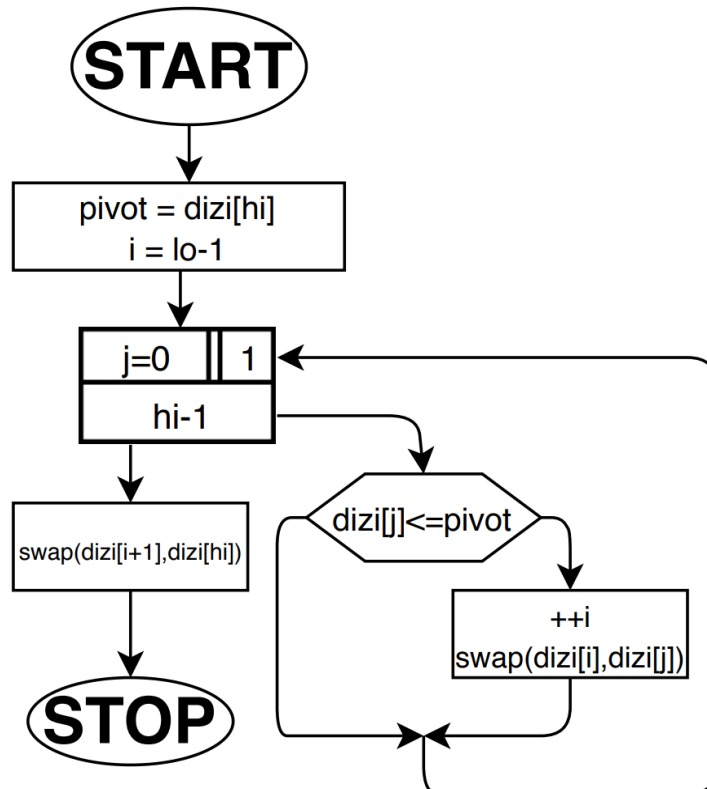 START
pivot = dizi[hi]
i = lo-1
j=0
1
hi-1
dizi[j]<=pivot
++i
swap(dizi[i],dizi[j])
swap(dizi[i+1],dizi[hi])
STOP